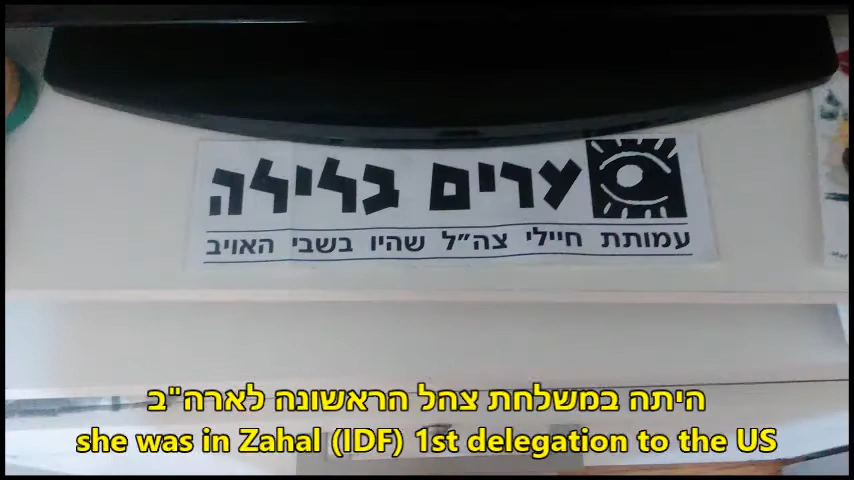 ערים בלילה
עמותת חיילי צה״ל שהיו בשבי האויב
היתה במשלחת צהל הראשונה לארה"ב
she was in Zahal (IDF) 1st delegation to the US